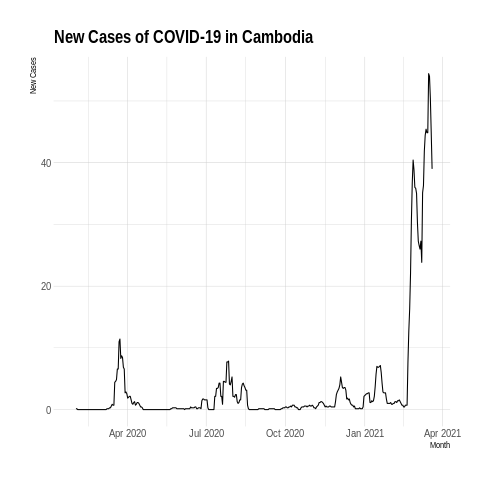 New Cases of COVID-19 in Cambodia
New Cases
40
20
0
Apr 2020 Jul 2020 Oct 2020 Jan 2021 Apr 2021
Month